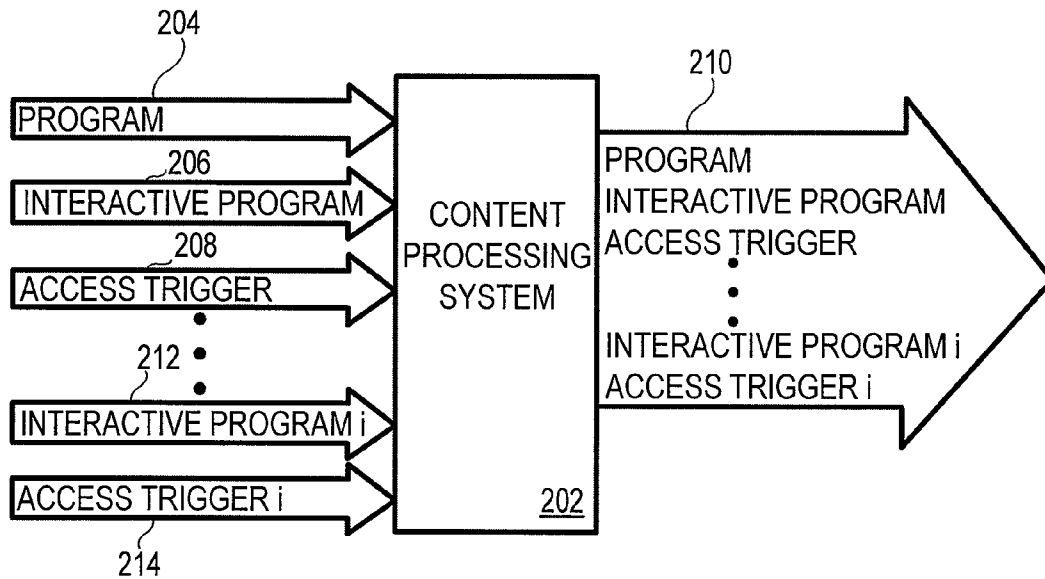 204
PROGRAM
206
INTERACTIVE PROGRAM
208
ACCESS TRIGGER
212
INTERACTIVE PROGRAM i
ACCESS TRIGGER i
214
CONTENT
PROCESSING
SYSTEM
202
210
PROGRAM
INTERACTIVE PROGRAM
ACCESS TRIGGER
INTERACTIVE PROGRAM i
ACCESS TRIGGER i